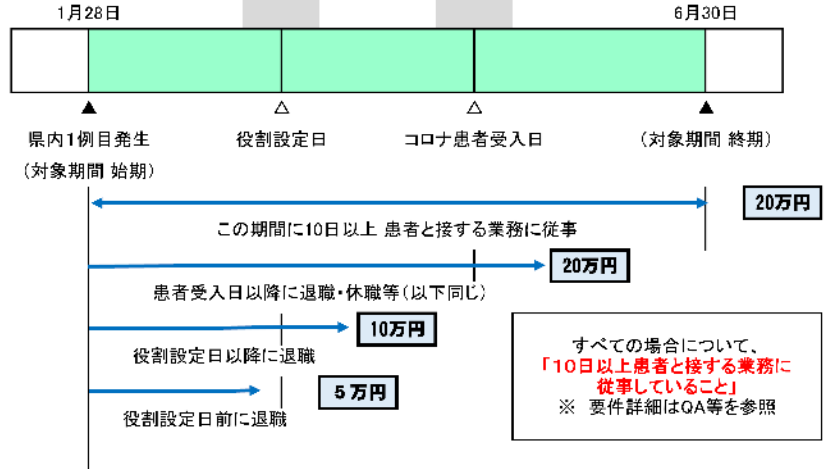 1月28日
6月30日
県内1例目発生
(対象期間 始期)
役割設定日
コロナ患者受入日
(対象期間 終期)
20万円
この期間に10日以上 患者と接する業務に従事
20万円
患者受入日以降に退職・休職等(以下同じ)
10万円
役割設定日以降に退職
5万円
役割設定日前に退職
すべての場合について、
「10日以上患者と接する業務に
従事していること」
※ 要件詳細はQA等を参照